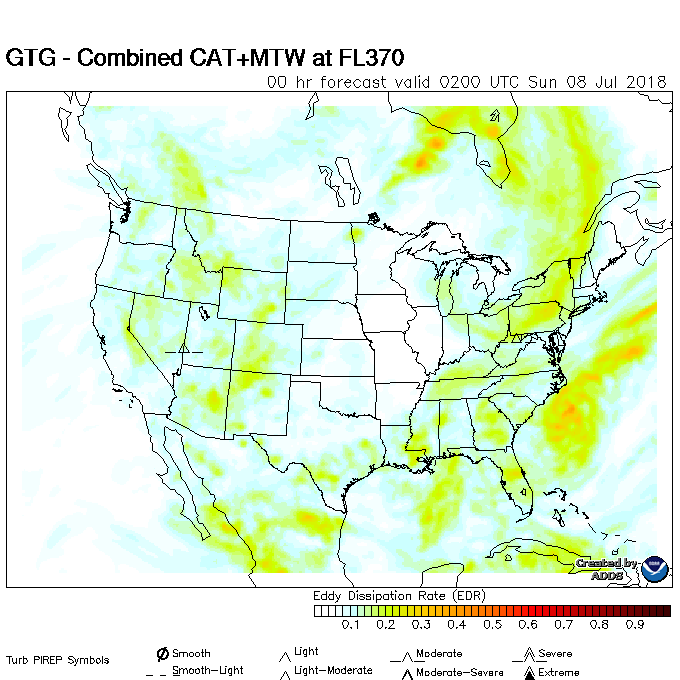 GTG - Combined CAT+MTW at FL370
00 hr forecast valid 0200 UTC Sun 08 Jul 2018
Created by
ADDS
Eddy Dissipation Rate (EDR)
0.1 0.2 0.3 0.4 0.5 0.6 0.7 0.8 0.9
Turb PIREP Symbols
Smooth Light Moderate Severe
Smooth-Light Light-Moderate Moderate-Severe Extreme